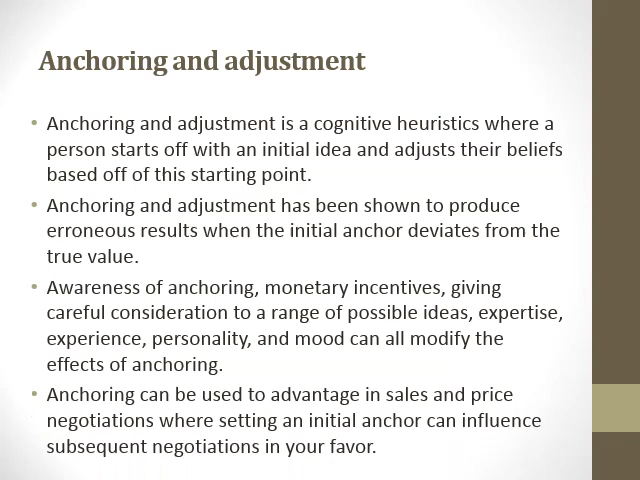 Anchoring and adjustment
• Anchoring and adjustment is a cognitive heuristics where a
person starts off with an initial idea and adjusts their beliefs
based off of this starting point.
• Anchoring and adjustment has been shown to produce
erroneous results when the initial anchor deviates from the
true value.
• Awareness of anchoring, monetary incentives, giving
careful consideration to a range of possible ideas, expertise,
experience, personality, and mood can all modify the
effects of anchoring.
• Anchoring can be used to advantage in sales and price
negotiations where setting an initial anchor can influence
subsequent negotiations in your favor.